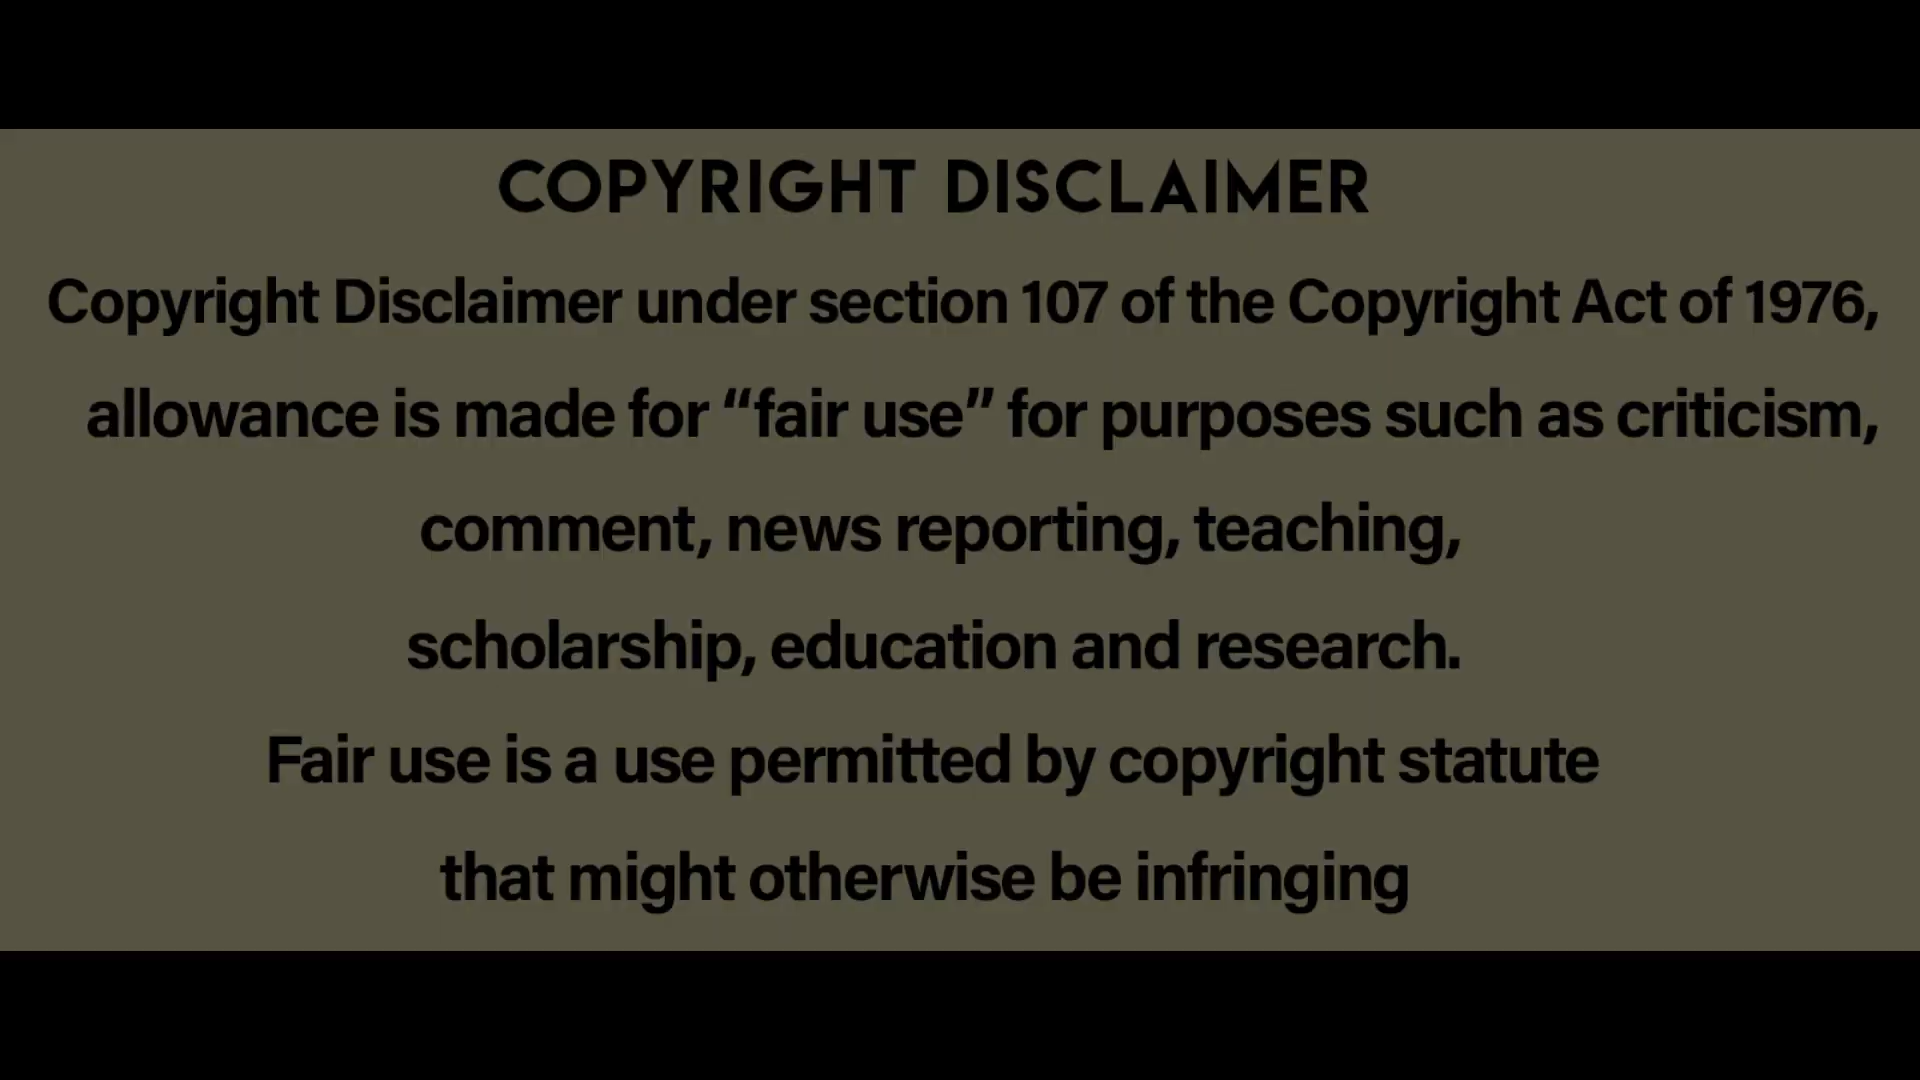 COPYRIGHT DISCLAIMER
Copyright Disclaimer under section 107 of the Copyright Act of 1976,
allowance is made for “fair use” for purposes such as criticism,
comment, news reporting, teaching,
scholarship, education and research.
Fair use is a use permitted by copyright statute
that might otherwise be infringing